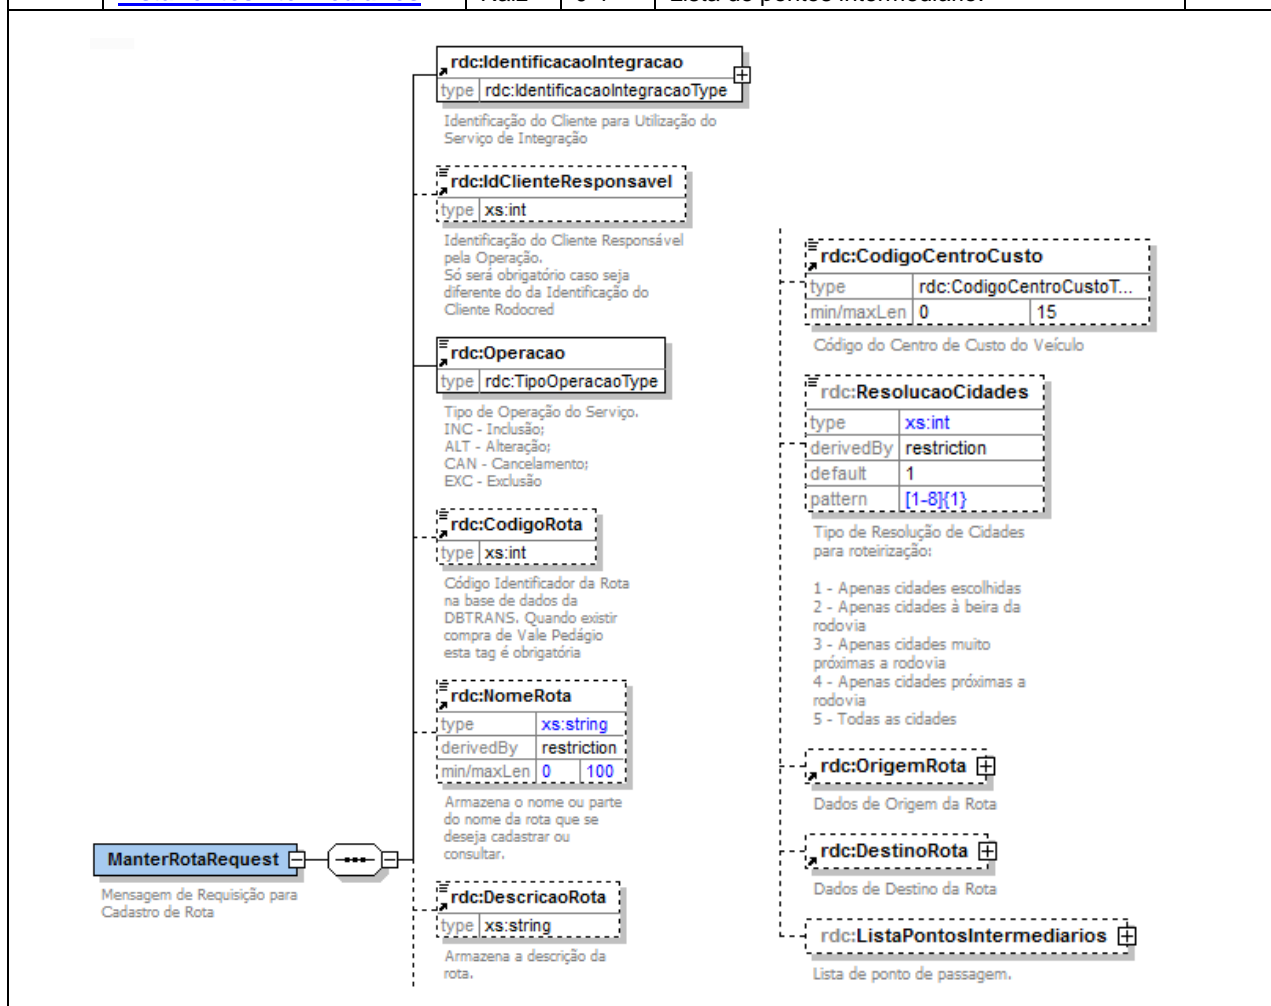 Lista de pontos intermediário.
rdc:IdentificacaoIntegracao
type rdc:IdentificacaoIntegracaoType
Identificação do Cliente para Utilização do
Serviço de Integração
rdc:IdClienteResponsavel
type xs:int
Identificação do Cliente Responsável
pela Operação.
Só será obrigatório caso seja
diferente do da Identificação do
Cliente Rodocred
rdc:Operacao
type rdc:TipoOperacaoType
Tipo de Operação do Serviço.
INC - Inclusão;
ALT - Alteração;
CAN - Cancelamento;
EXC - Exclusão
rdc:CodigoRota
type xs:int
Código Identificador da Rota
na base de dados da
DBTRANS. Quando existir
compra de Vale Pedágio
esta tag é obrigatória
rdc:NomeRota
type xs:string
derivedBy restriction
min/maxLen 0 100
Armazena o nome ou parte
do nome da rota que se
deseja cadastrar ou
consultar.
MandterRotaRequest
Mensagem de Requisição para
Cadastro de Rota
rdc:DescricaoRota
type xs:string
Armazena a descrição da
rota.
rdc:CodigoCentroCusto
type rdc:CodigoCentroCustoT...
min/maxLen 0 15
Código do Centro de Custo do Veículo
rdc:ResolucaoCidades
type xs:int
derivedBy restriction
default 1
pattern [1-8]{1}
Tipo de Resolução de Cidades
para roteirização:
1 - Apenas cidades escolhidas
2 - Apenas cidades à beira da
rodovia
3 - Apenas cidades muito
próximas a rodovia
4 - Apenas cidades próximas a
rodovia
5 - Todas as cidades
rdc:OrigemRota
Dados de Origem da Rota
rdc:DestinoRota
Dados de Destino da Rota
rdc:ListaPontosIntermediarios
Lista de ponto de passagem.